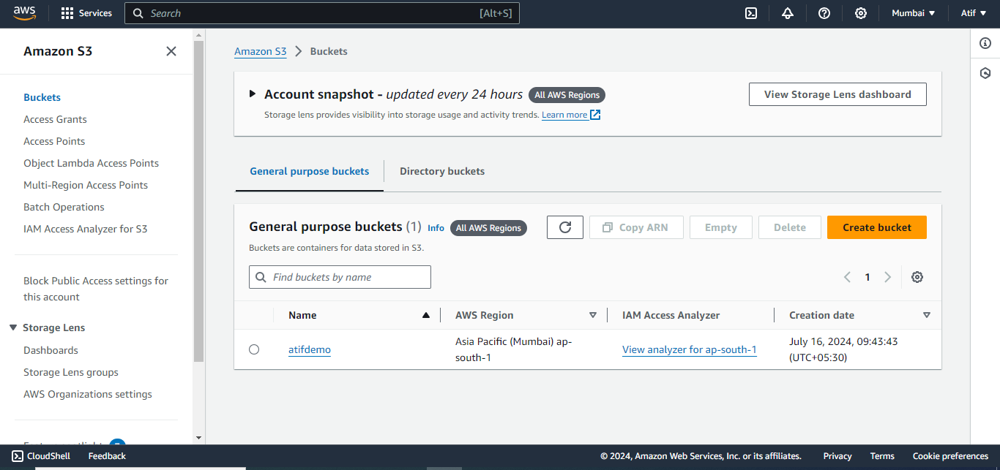 aws
Services
Search
[Alt+S]
Mumbai
Atif
Amazon S3
Buckets
Access Grants
Access Points
Object Lambda Access Points
Multi-Region Access Points
Batch Operations
IAM Access Analyzer for S3
Block Public Access settings for
this account
Storage Lens
Dashboards
Storage Lens groups
AWS Organizations settings
Amazon S3
Buckets
Account snapshot - updated every 24 hours
All AWS Regions
Storage lens provides visibility into storage usage and activity trends. Learn more
View Storage Lens dashboard
General purpose buckets
Directory buckets
General purpose buckets (1)
Info
All AWS Regions
Buckets are containers for data stored in S3.
Copy ARN
Empty
Delete
Create bucket
Find buckets by name
1
Name
AWS Region
IAM Access Analyzer
Creation date
atifdemo
Asia Pacific (Mumbai) ap-
south-1
View analyzer for ap-south-1
July 16, 2024, 09:43:43
(UTC+05:30)
CloudShell
Feedback
© 2024, Amazon Web Services, Inc. or its affiliates.
Privacy
Terms
Cookie preferences